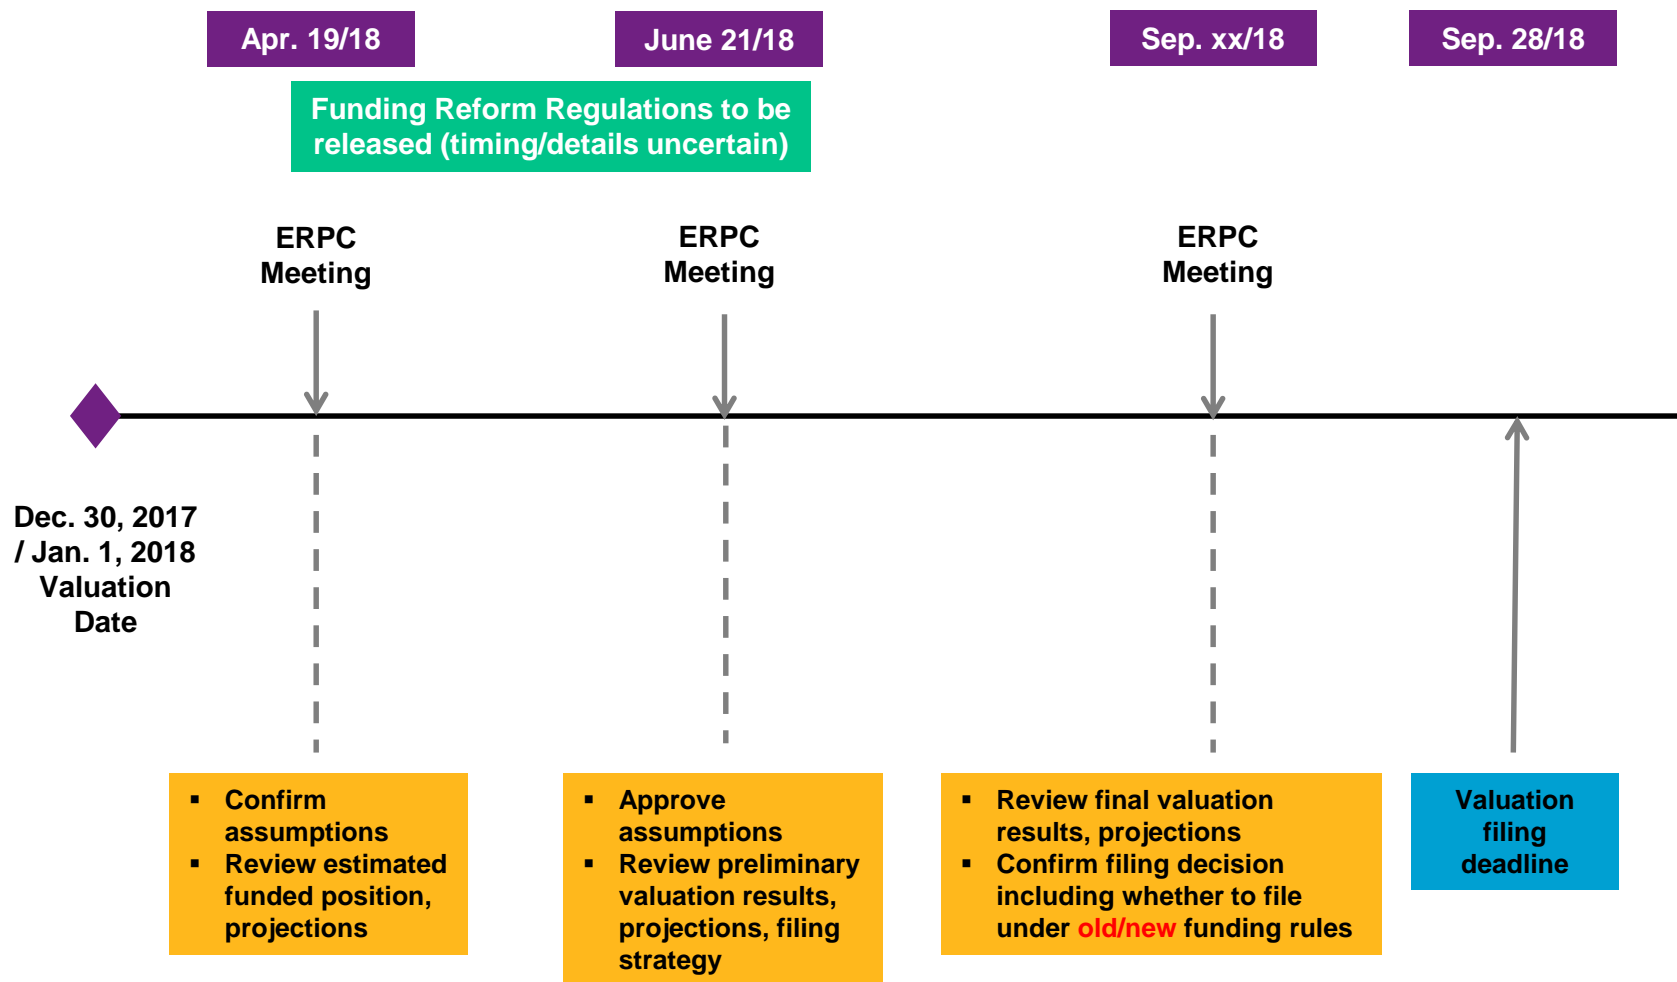 Apr. 19/18
June 21/18
Sep. xx/18
Sep. 28/18
Funding Reform Regulations to be
released (timing/details uncertain)
ERPC
Meeting
ERPC
Meeting
ERPC
Meeting
Dec. 30, 2017
/ Jan. 1, 2018
Valuation
Date
▪ Confirm
assumptions
▪ Review estimated
funded position,
projections
▪ Approve
assumptions
▪ Review preliminary
valuation results,
projections, filing
strategy
▪ Review final valuation
results, projections
▪ Confirm filing decision
including whether to file
under old/new funding rules
Valuation
filing
deadline